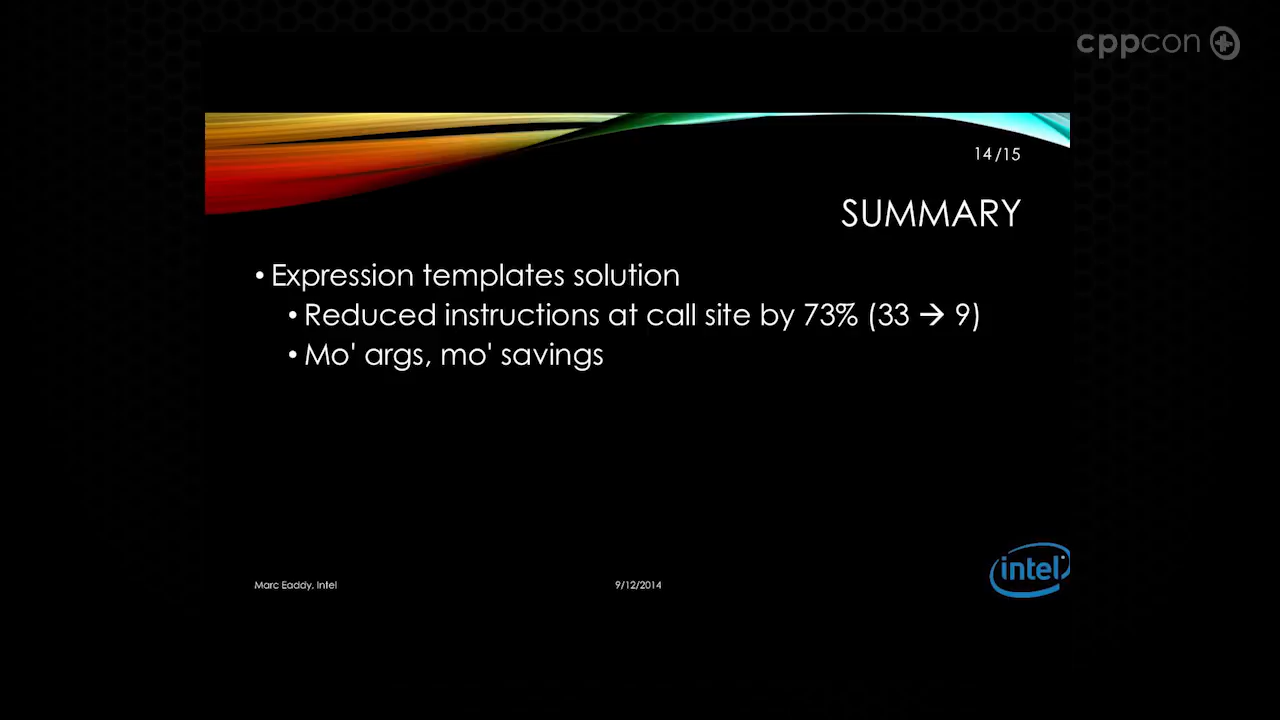 cppcon
14/15
SUMMARY
• Expression templates solution
• Reduced instructions at call site by 73% (33 → 9)
• Mo' args, mo' savings
Marc Eaddy, Intel
9/12/2014
intel